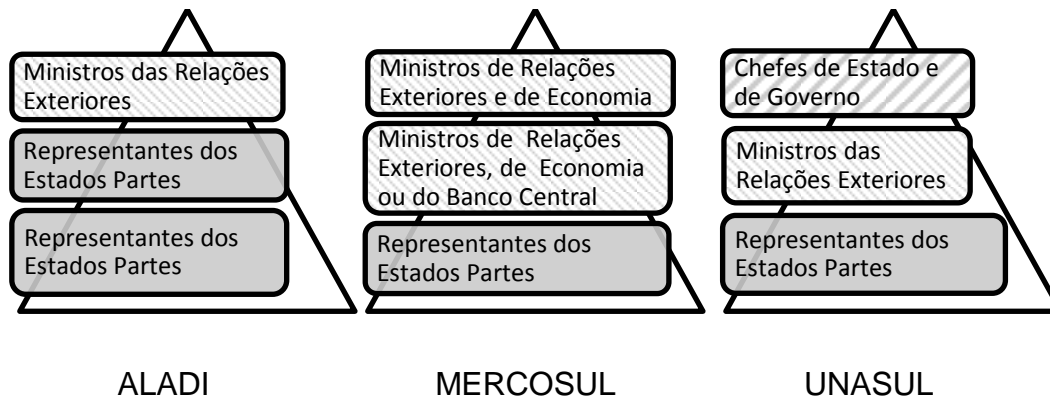 Ministros das Relações
Exteriores
Representantes dos
Estados Partes
Representantes dos
Estados Partes
ALADI
Ministros de Relações
Exteriores e de Economia
Ministros de Relações
Exteriores, de Economia
ou do Banco Central
Representantes dos
Estados Partes
MERCOSUL
Chefes de Estado e
de Governo
Ministros das
Relações Exteriores
Representantes dos
Estados Partes
UNASUL